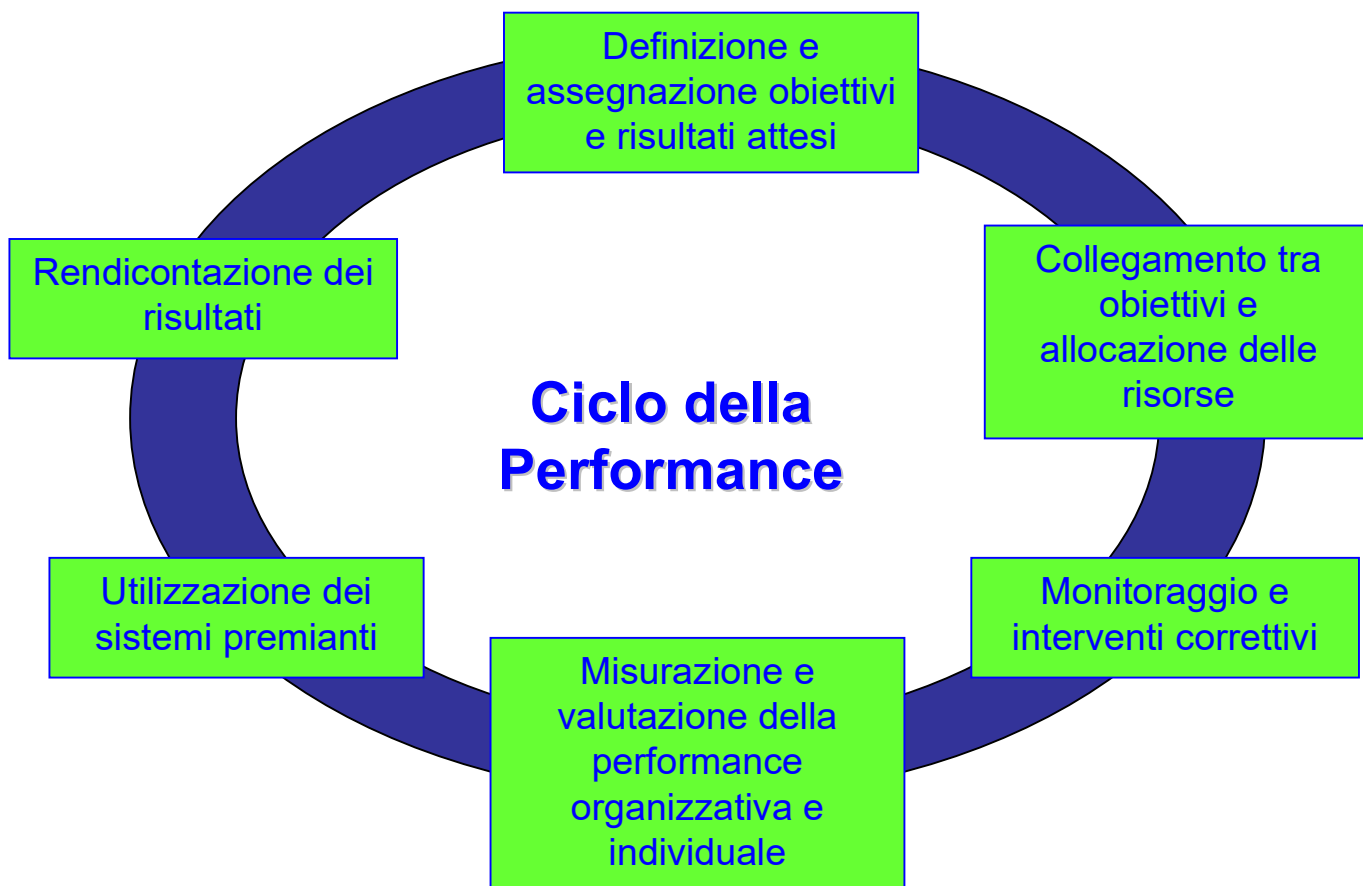 Definizione e
assegnazione obiettivi
e risultati attesi
Rendicontazione dei
risultati
Collegamento tra
obiettivi e
allocazione delle
risorse
Ciclo della
Performance
Utilizzazione dei
sistemi premianti
Monitoraggio e
interventi correttivi
Misurazione e
valutazione della
performance
organizzativa e
individuale